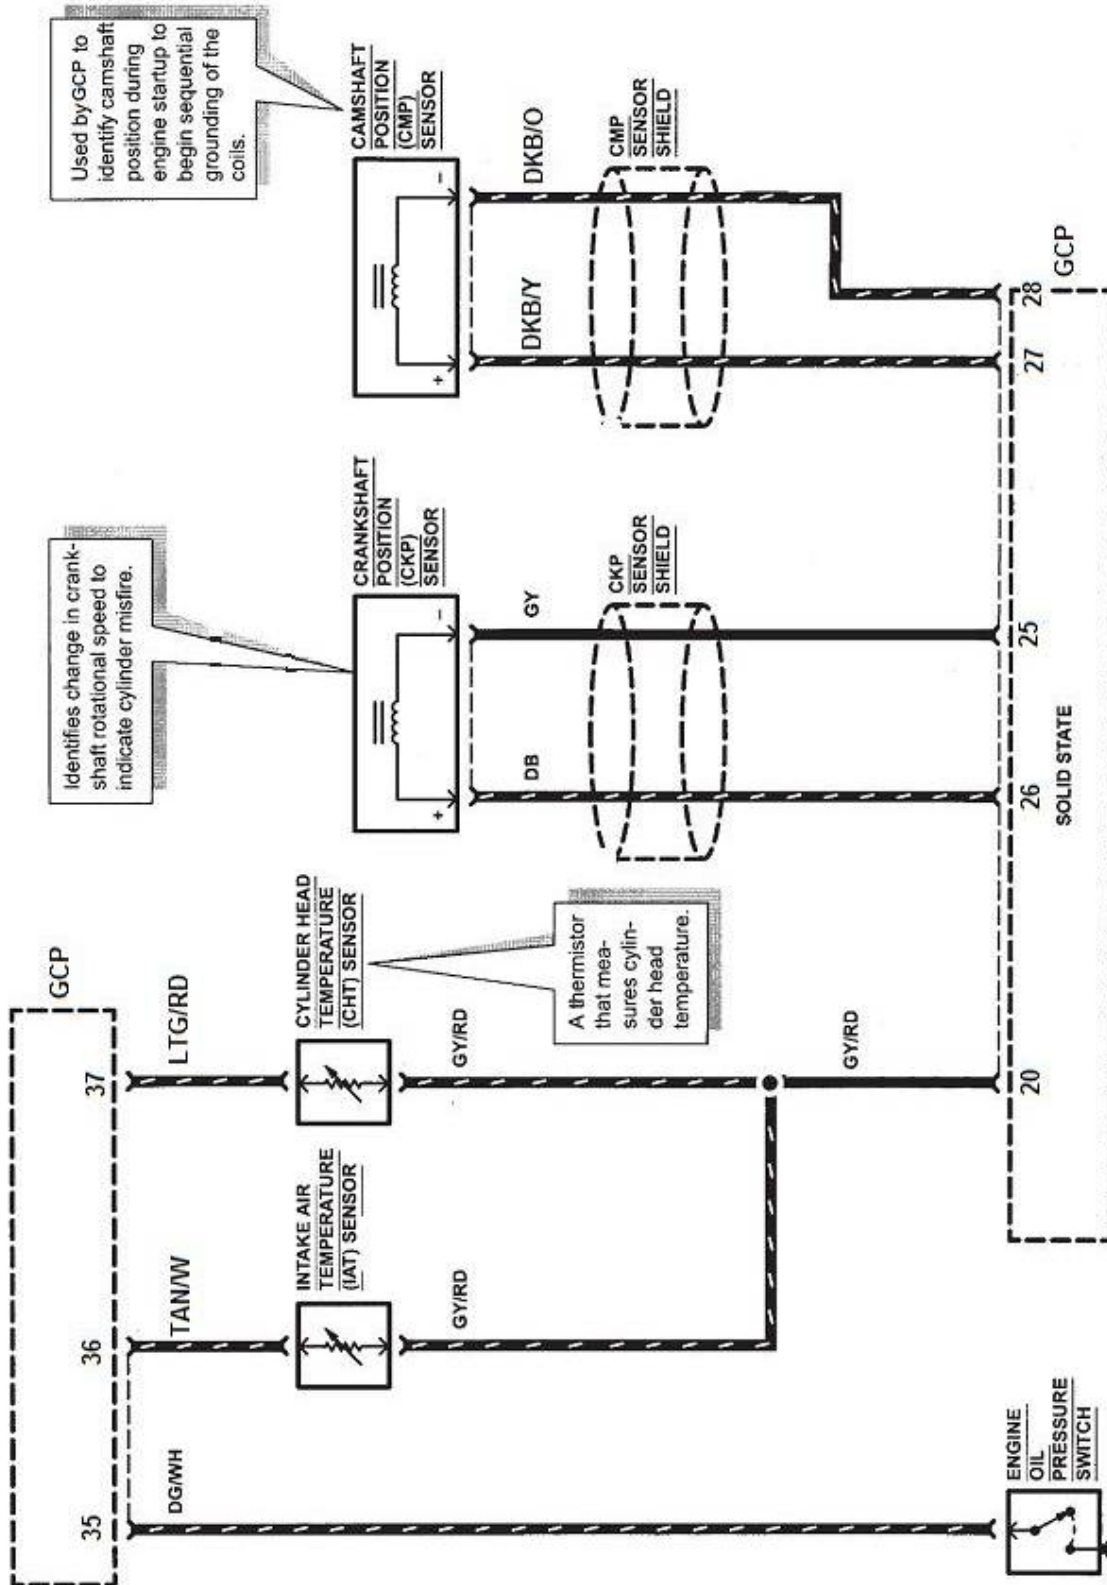 Used by GCP to
identify camshaft
position during
engine startup to
begin sequential
grounding of the
coils.
CAMSHAFT
POSITION
(CMP)
SENSOR
+
−
DKB/Y
DKB/O
CMP
SENSOR
SHIELD
27
28
GCP
Identifies change in crank-
shaft rotational speed to
indicate cylinder misfire.
CRANKSHAFT
POSITION
(CKP)
SENSOR
+
−
DB
GY
CKP
SENSOR
SHIELD
26
25
SOLID STATE
GCP
37
LTG/RD
CYLINDER HEAD
TEMPERATURE
(CHT) SENSOR
GY/RD
A thermistor
that mea-
sures cylin-
der head
temperature.
GY/RD
20
36
TAN/W
INTAKE AIR
TEMPERATURE
(IAT) SENSOR
GY/RD
35
DG/WH
ENGINE
OIL
PRESSURE
SWITCH